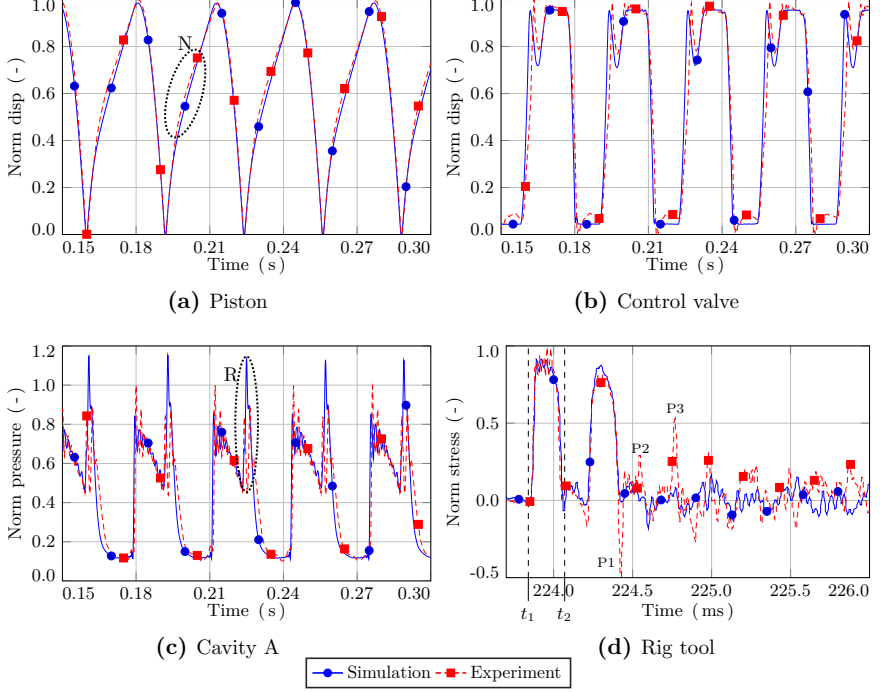 1.0
0.8
0.6
0.4
0.2
0.0
Norm disp (-)
N
0.15 0.18 0.21 0.24 0.27 0.30
Time (s)
(a) Piston
1.0
0.8
0.6
0.4
0.2
0.0
Norm disp (-)
0.15 0.18 0.21 0.24 0.27 0.30
Time (s)
(b) Control valve
1.2
1.0
0.8
0.6
0.4
0.2
0.0
Norm pressure (-)
R
0.15 0.18 0.21 0.24 0.27 0.30
Time (s)
(c) Cavity A
1.0
0.5
0.0
-0.5
Norm stress (-)
P3
P2
P1
224.0 224.5 225.0 225.5 226.0
t1 t2 Time (ms)
(d) Rig tool
Simulation Experiment